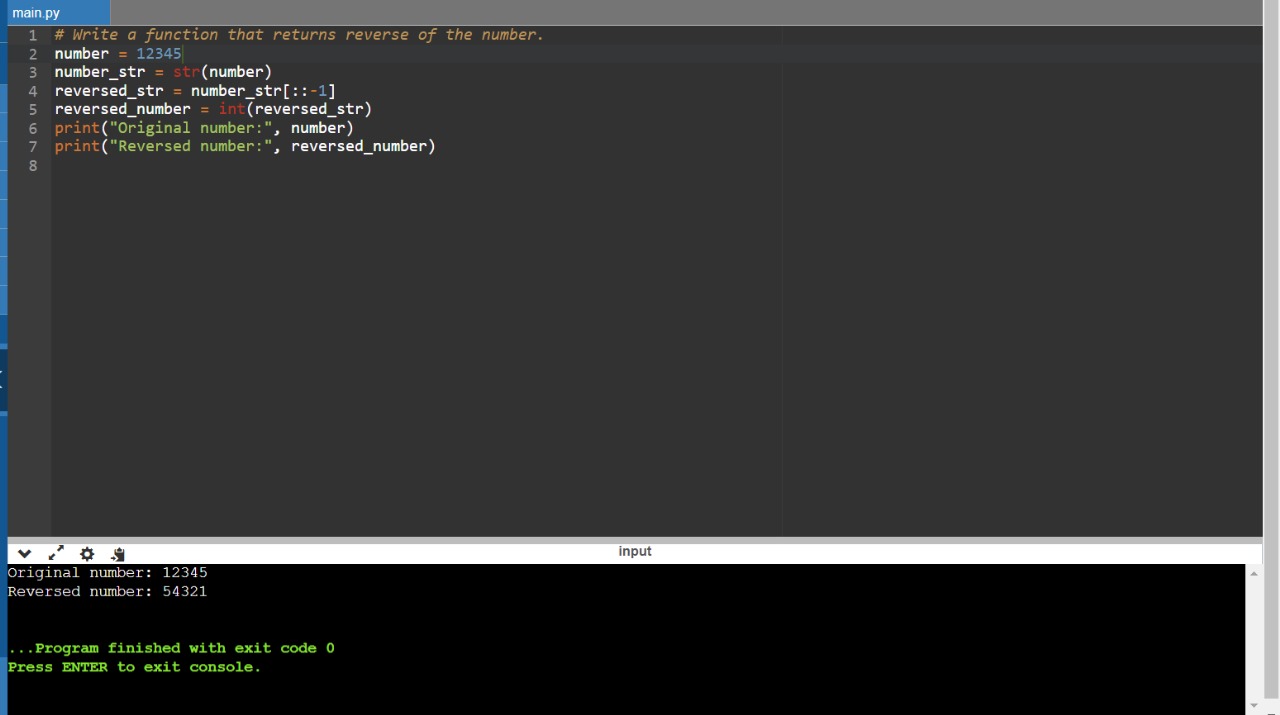 main.py
1 # Write a function that returns reverse of the number.
2 number = 12345
3 number_str = str(number)
4 reversed_str = number_str[::-1]
5 reversed_number = int(reversed_str)
6 print("Original number:", number)
7 print("Reversed number:", reversed_number)
8
input
Original number: 12345
Reversed number: 54321
...Program finished with exit code 0
Press ENTER to exit console.